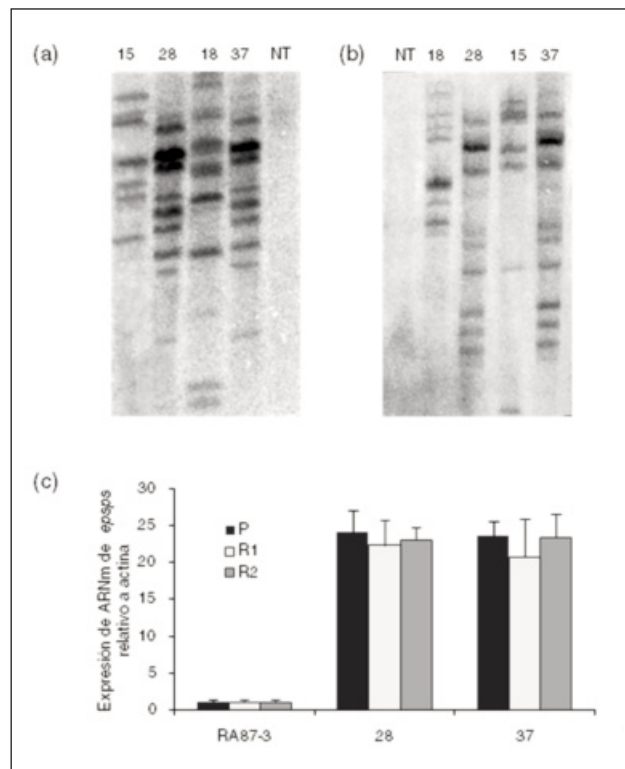 (a)
15 28 18 37 NT
(b)
NT 18 28 15 37
(c)
Expresión de ARNm de epsps
relativo a actina
30
25
20
15
10
5
0
P
R1
R2
RA87-3 28 37